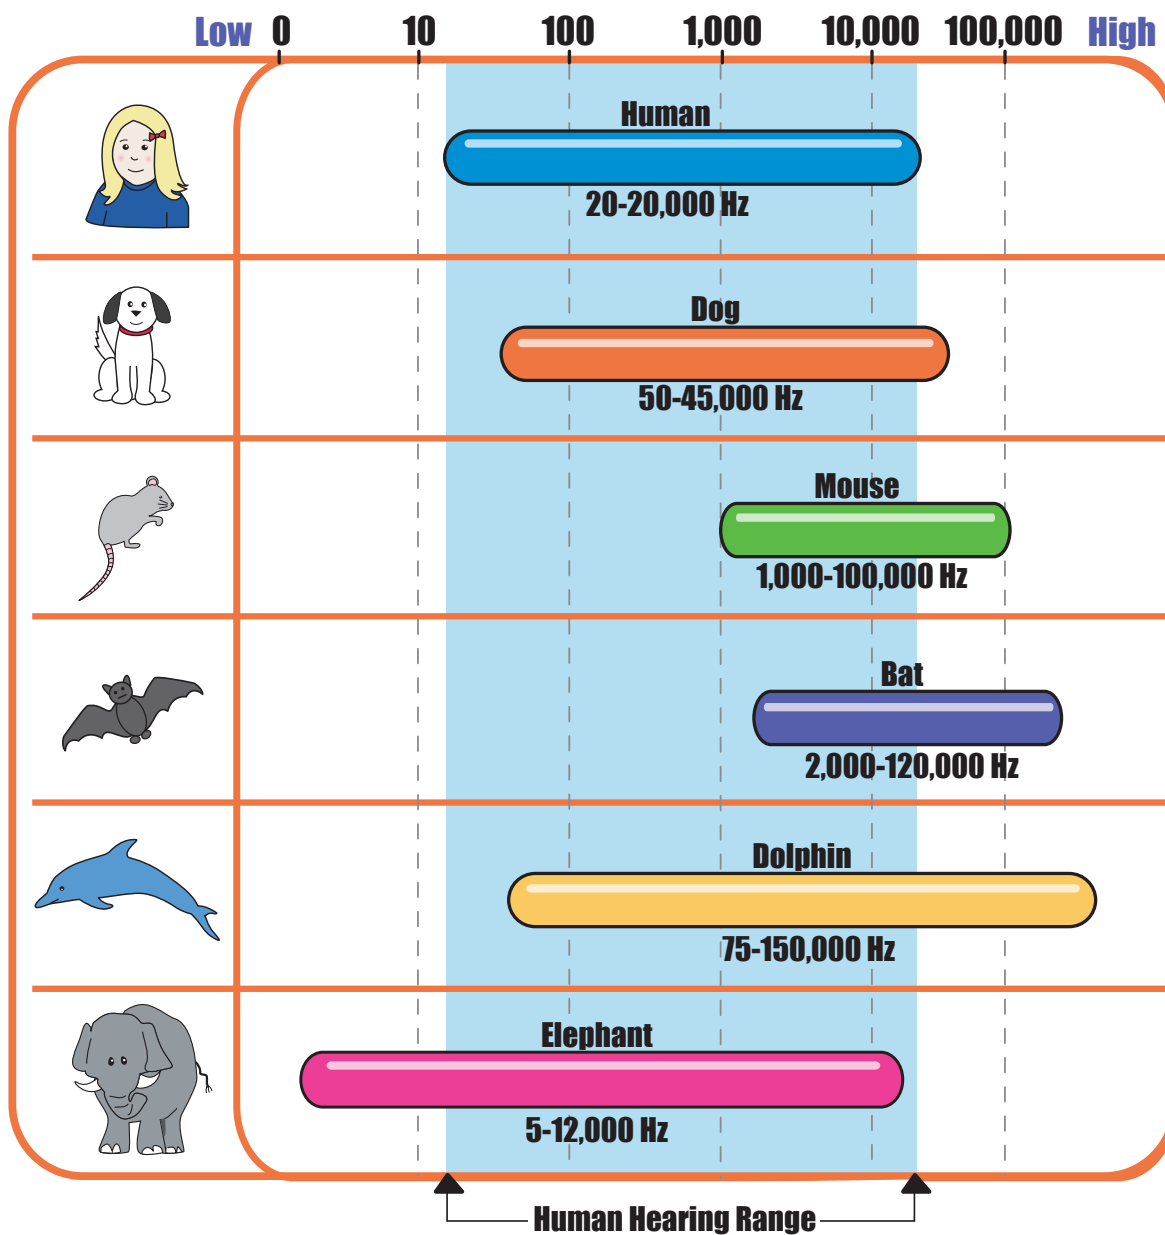 Low 0 10 100 1,000 10,000 100,000 High
Human
20-20,000 Hz
Dog
50-45,000 Hz
Mouse
1,000-100,000 Hz
Bat
2,000-120,000 Hz
Dolphin
75-150,000 Hz
Elephant
5-12,000 Hz
Human Hearing Range